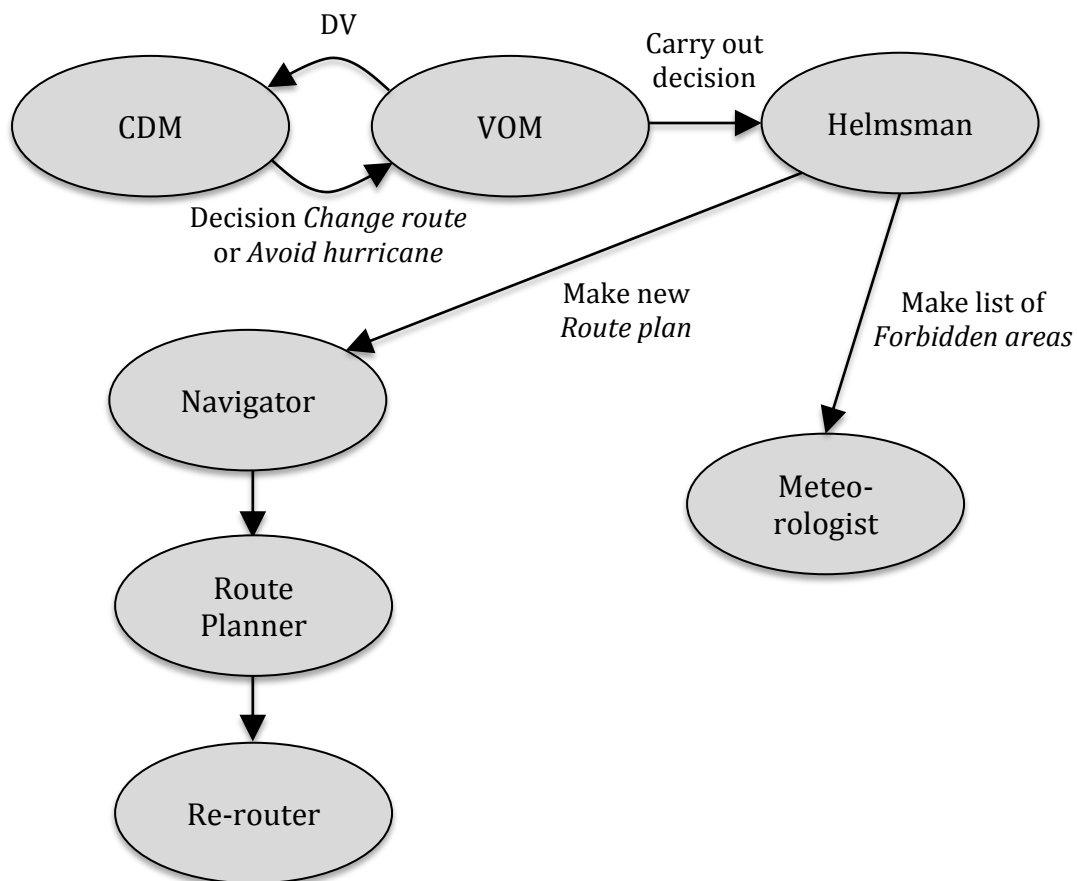 DV
Carry out
decision
CDM
VOM
Helmsman
Decision Change route
or Avoid hurricane
Make new
Route plan
Make list of
Forbidden areas
Navigator
Meteo-
rologist
Route
Planner
Re-router